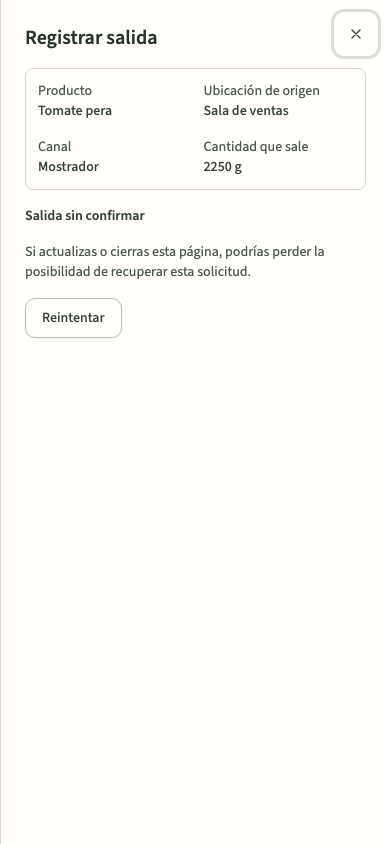 Registrar salida
Producto
Tomate pera
Ubicación de origen
Sala de ventas
Canal
Mostrador
Cantidad que sale
2250 g
Salida sin confirmar
Si actualizas o cierras esta página, podrías perder la
posibilidad de recuperar esta solicitud.
Reintentar